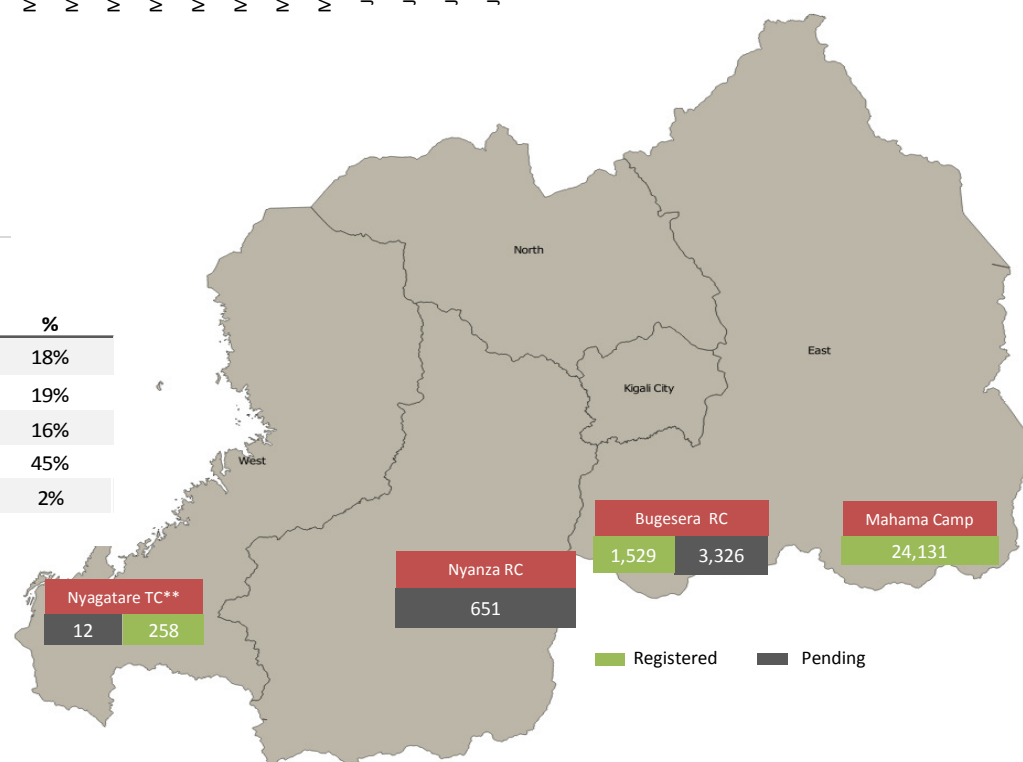 North
%
18%
East
19%
Kigali City
16%
45%
West
2%
Bugesera RC
Mahama Camp
1,529 3,326
24,131
Nyanza RC
Nyagatare TC**
651
12 258
Registered Pending